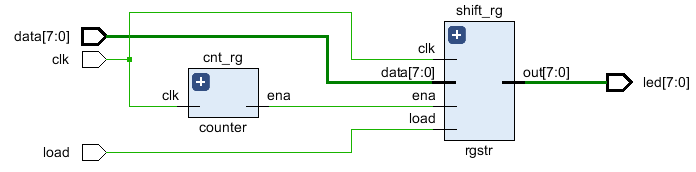 shift_rg
data[7:0]
cnt_rg
clk
clk
data[7:0]
out[7:0]
led[7:0]
clk
ena
ena
load
counter
load
rgstr